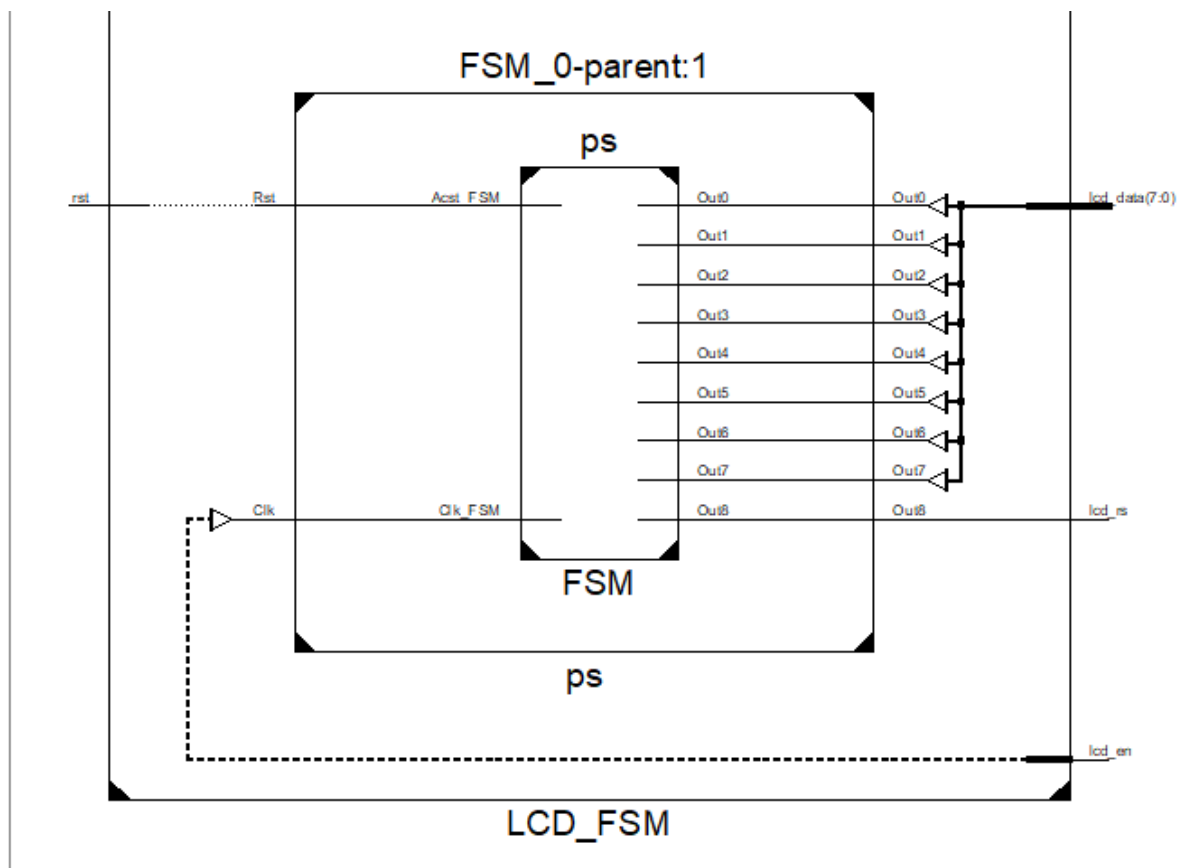 FSM_0-parent:1
ps
rst Rst Acst_FSM Out0 Out0 lcd_data(7:0)
Out1 Out1
Out2 Out2
Out3 Out3
Out4 Out4
Out5 Out5
Out6 Out6
Out7 Out7
Clk Clk_FSM Out8 Out8 lcd_rs
FSM
ps
lcd_en
LCD_FSM